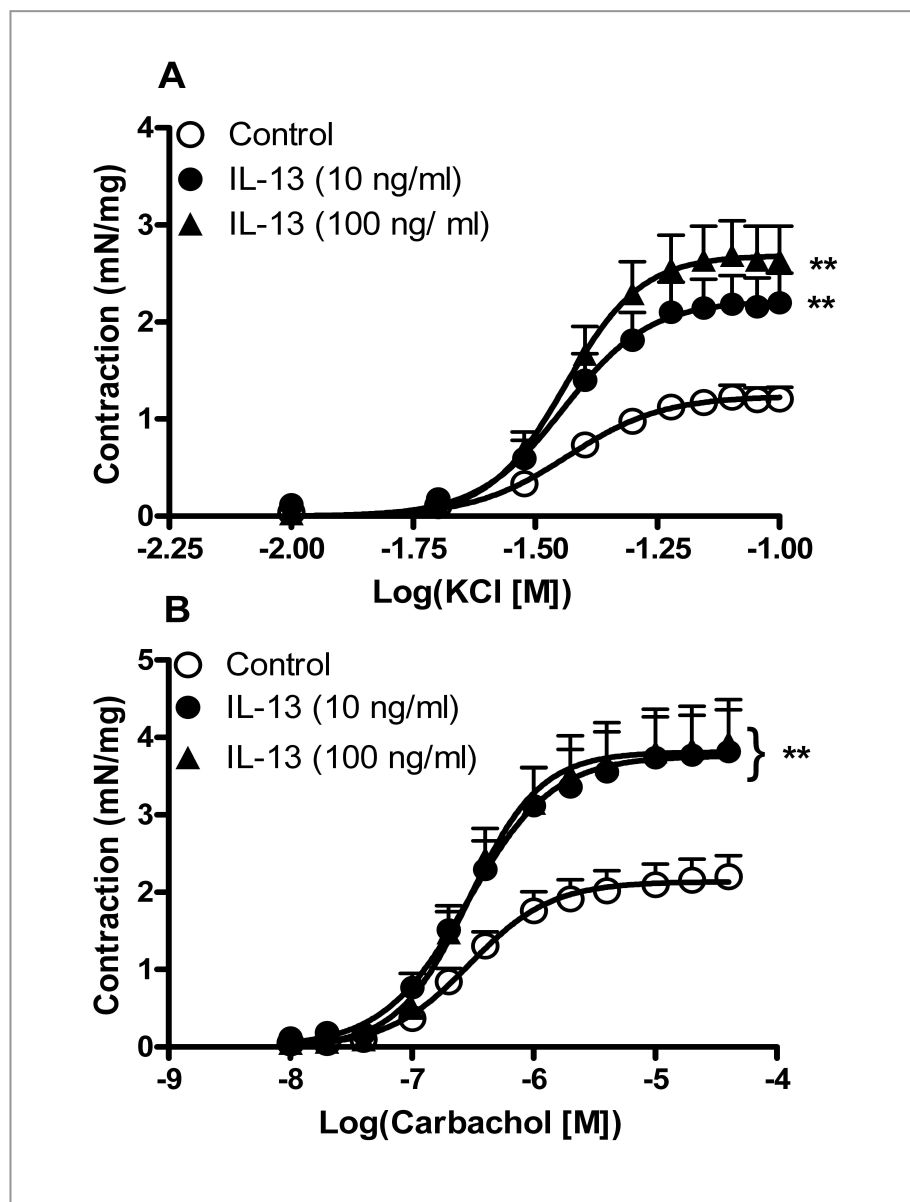 A
Control
IL-13 (10 ng/ml)
IL-13 (100 ng/ ml)
Contraction (mN/mg)
4
3
2
1
0
**
**
-2.25 -2.00 -1.75 -1.50 -1.25 -1.00
Log(KCl [M])
B
Control
IL-13 (10 ng/ml)
IL-13 (100 ng/ml)
Contraction (mN/mg)
5
4
3
2
1
0
} **
-9 -8 -7 -6 -5 -4
Log(Carbachol [M])